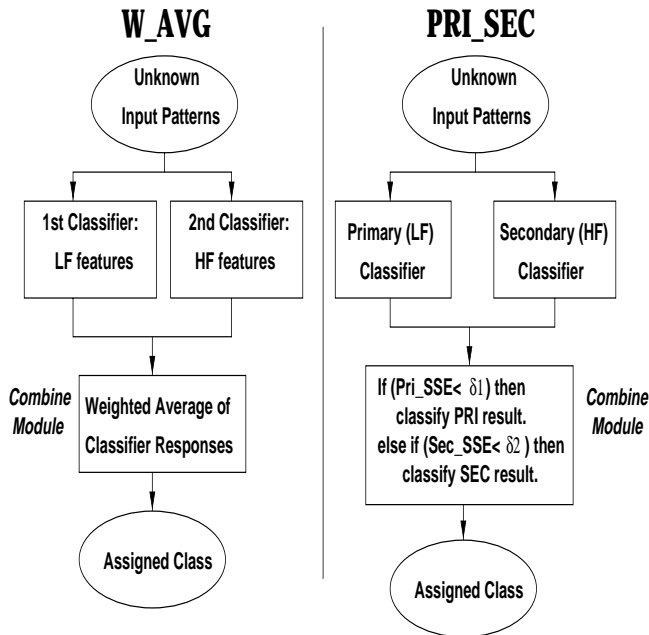 W_AVG
Unknown
Input Patterns
1st Classifier:
LF features
2nd Classifier:
HF features
Combine
Module
Weighted Average of
Classifier Responses
Assigned Class
PRI_SEC
Unknown
Input Patterns
Primary (LF)
Classifier
Secondary (HF)
Classifier
If (Pri_SSE< δ1) then
classify PRI result.
else if (Sec_SSE< δ2 ) then
classify SEC result.
Combine
Module
Assigned Class